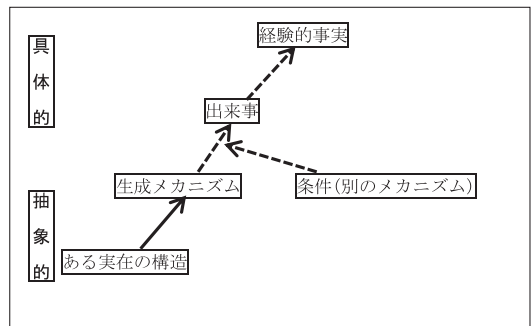 経験的事実
具体的
出来事
生成メカニズム
条件(別のメカニズム)
抽象的
ある実在の構造